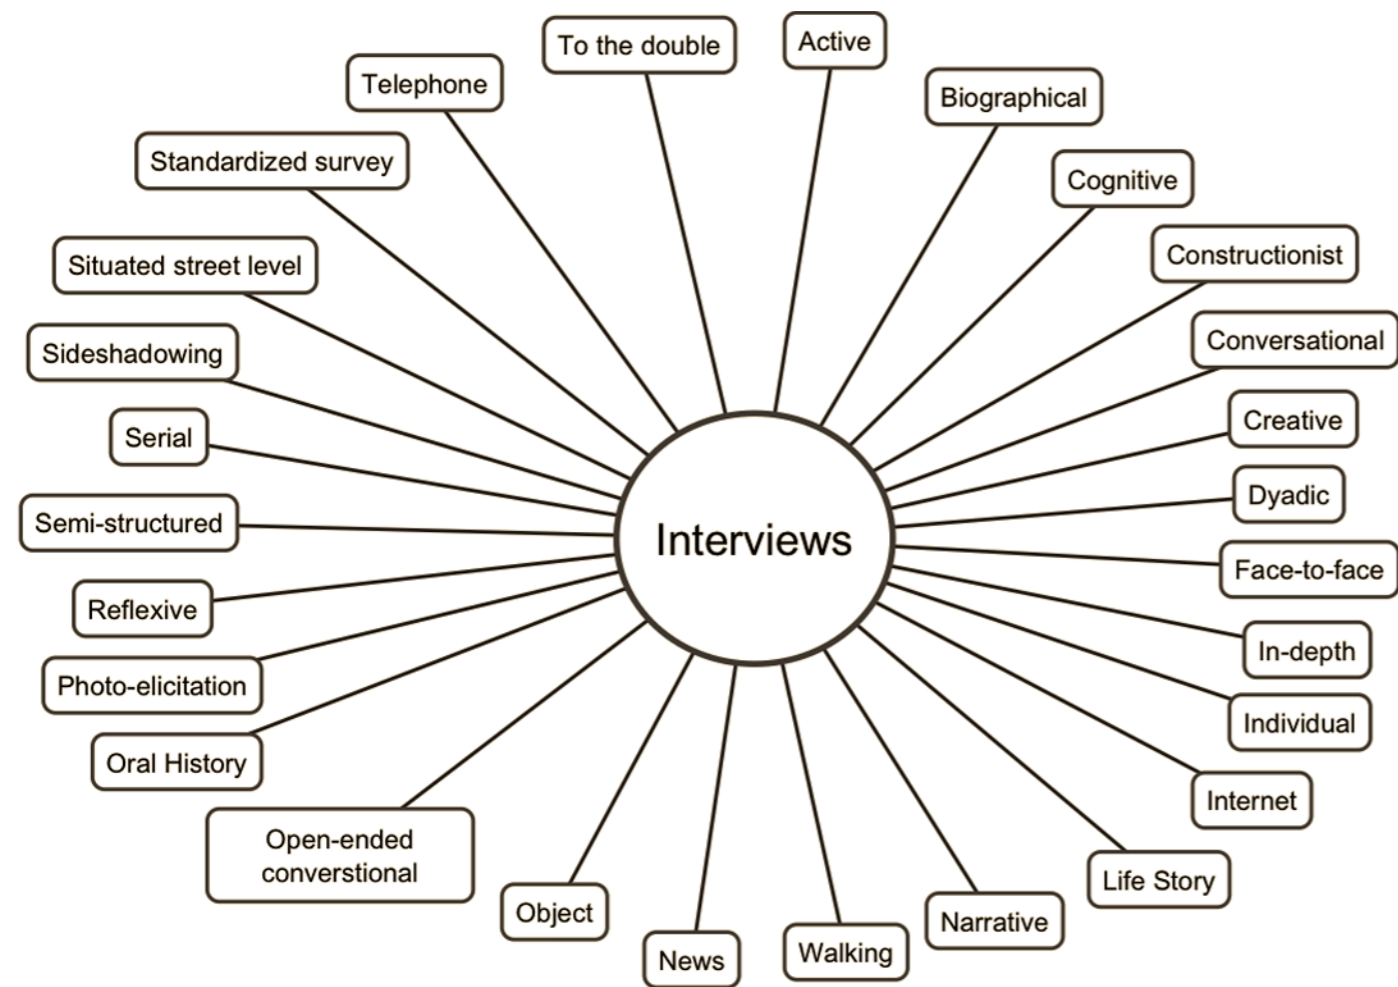 To the double
Active
Telephone
Biographical
Standardized survey
Cognitive
Situated street level
Constructionist
Sideshadowing
Conversational
Serial
Creative
Semi-structured
Dyadic
Interviews
Face-to-face
Reflexive
In-depth
Photo-elicitation
Individual
Oral History
Internet
Open-ended
converstional
Life Story
Object
Narrative
News
Walking